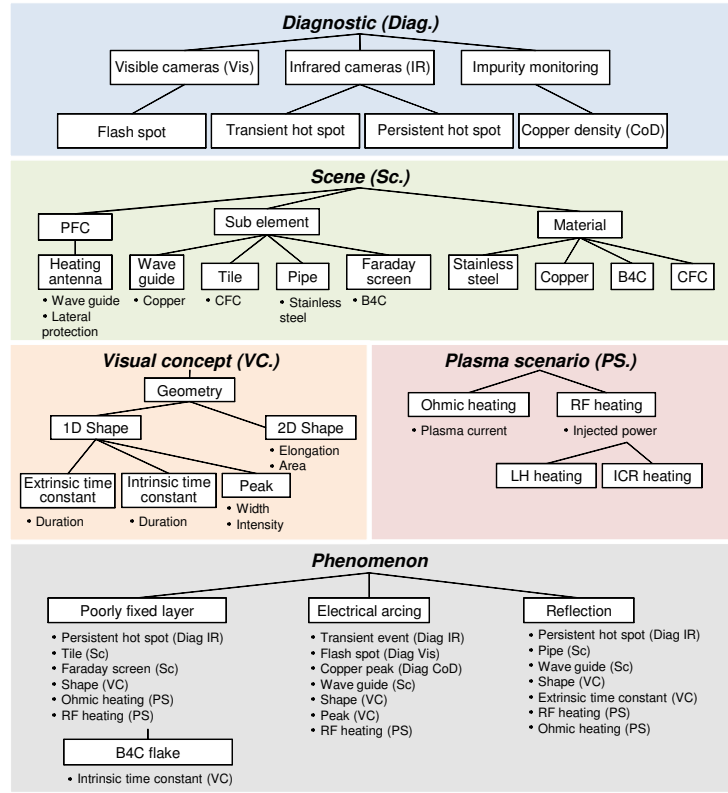 Diagnostic (Diag.)
Visible cameras (Vis)
Infrared cameras (IR)
Impurity monitoring
Flash spot
Transient hot spot
Persistent hot spot
Copper density (CoD)
Scene (Sc.)
PFC
Sub element
Material
Heating
antenna
• Wave guide
• Lateral
protection
Wave
guide
• Copper
Tile
• CFC
Pipe
• Stainless
steel
Faraday
screen
• B4C
Stainless
steel
Copper
B4C
CFC
Visual concept (VC.)
Geometry
1D Shape
2D Shape
• Elongation
• Area
Extrinsic time
constant
• Duration
Intrinsic time
constant
• Duration
Peak
• Width
• Intensity
Plasma scenario (PS.)
Ohmic heating
• Plasma current
RF heating
• Injected power
LH heating
ICR heating
Phenomenon
Poorly fixed layer
• Persistent hot spot (Diag IR)
• Tile (Sc)
• Faraday screen (Sc)
• Shape (VC)
• Ohmic heating (PS)
• RF heating (PS)
B4C flake
• Intrinsic time constant (VC)
Electrical arcing
• Transient event (Diag IR)
• Flash spot (Diag Vis)
• Copper peak (Diag CoD)
• Wave guide (Sc)
• Shape (VC)
• Peak (VC)
• RF heating (PS)
Reflection
• Persistent hot spot (Diag IR)
• Pipe (Sc)
• Wave guide (Sc)
• Shape (VC)
• Extrinsic time constant (VC)
• RF heating (PS)
• Ohmic heating (PS)